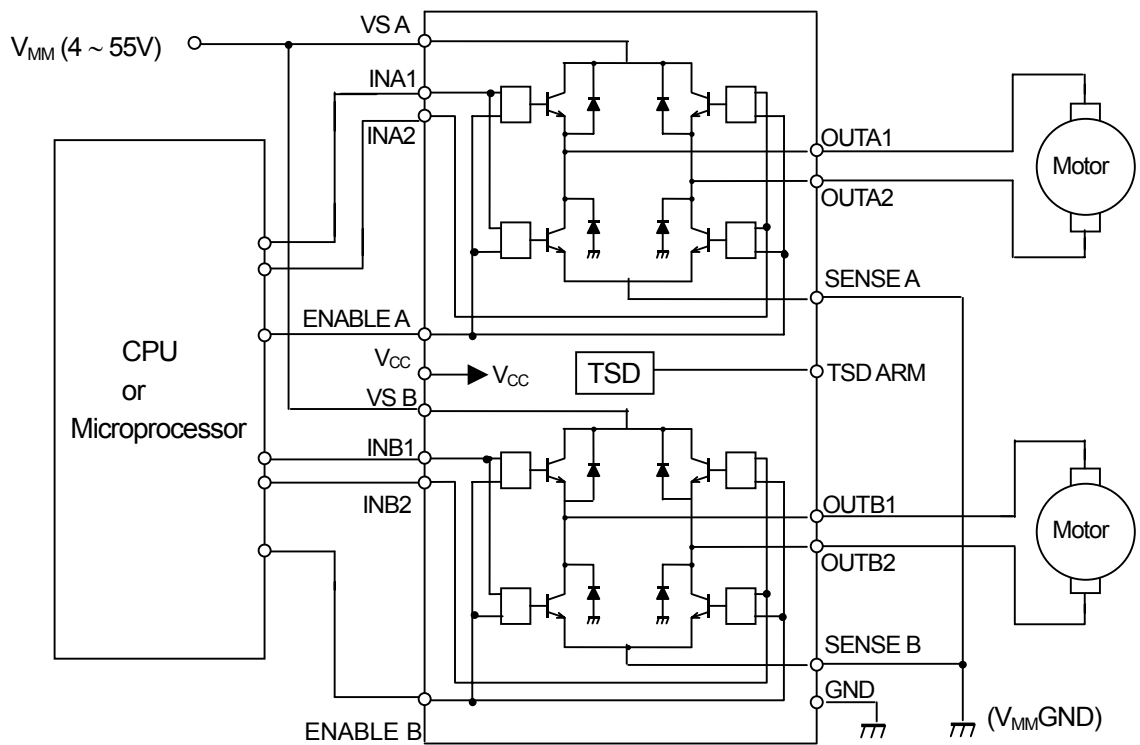 VS A
V_MM (4 ~ 55V)
INA1
INA2
OUTA1
Motor
OUTA2
SENSE A
ENABLE A
CPU
or
Microprocessor
V_CC
V_CC
TSD
TSD ARM
VS B
INB1
INB2
OUTB1
Motor
OUTB2
SENSE B
GND
ENABLE B
(V_MMGND)